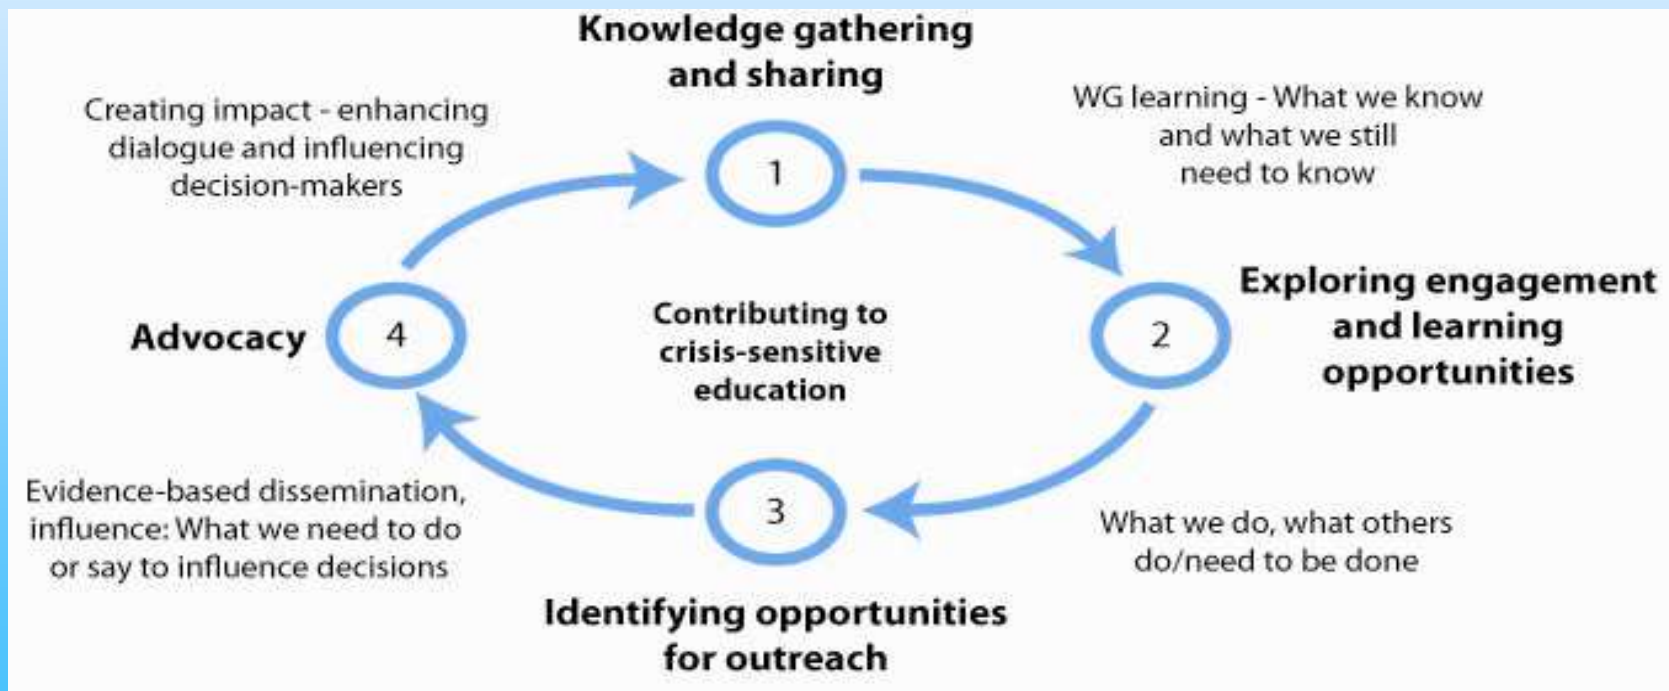 Knowledge gathering
and sharing
Creating impact - enhancing
dialogue and influencing
decision-makers
WG learning - What we know
and what we still
need to know
1
Exploring engagement
and learning
opportunities
2
Advocacy
4
Contributing to
crisis-sensitive
education
Evidence-based dissemination,
influence: What we need to do
or say to influence decisions
3
What we do, what others
do/need to be done
Identifying opportunities
for outreach